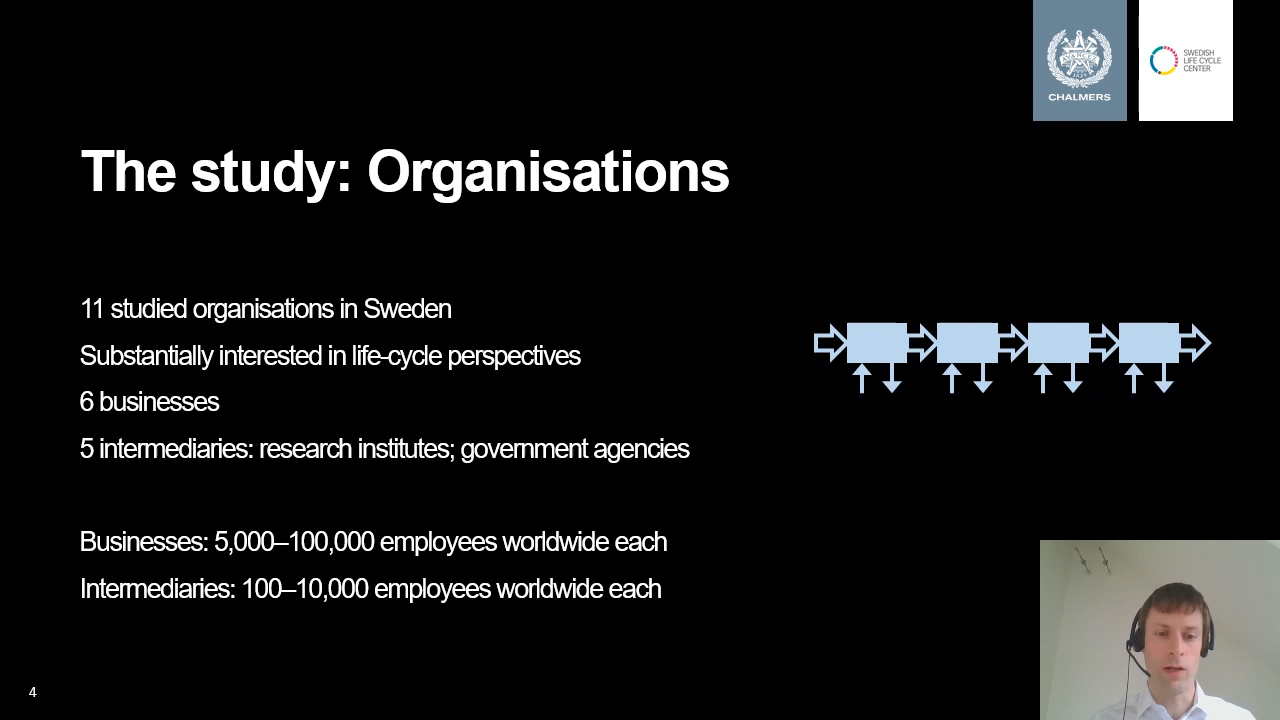 AVANCEZ
1829
CHALMERS
SWEDISH
LIFE CYCLE
CENTER
The study: Organisations
11 studied organisations in Sweden
Substantially interested in life-cycle perspectives
6 businesses
5 intermediaries: research institutes; government agencies
Businesses: 5,000–100,000 employees worldwide each
Intermediaries: 100–10,000 employees worldwide each
4